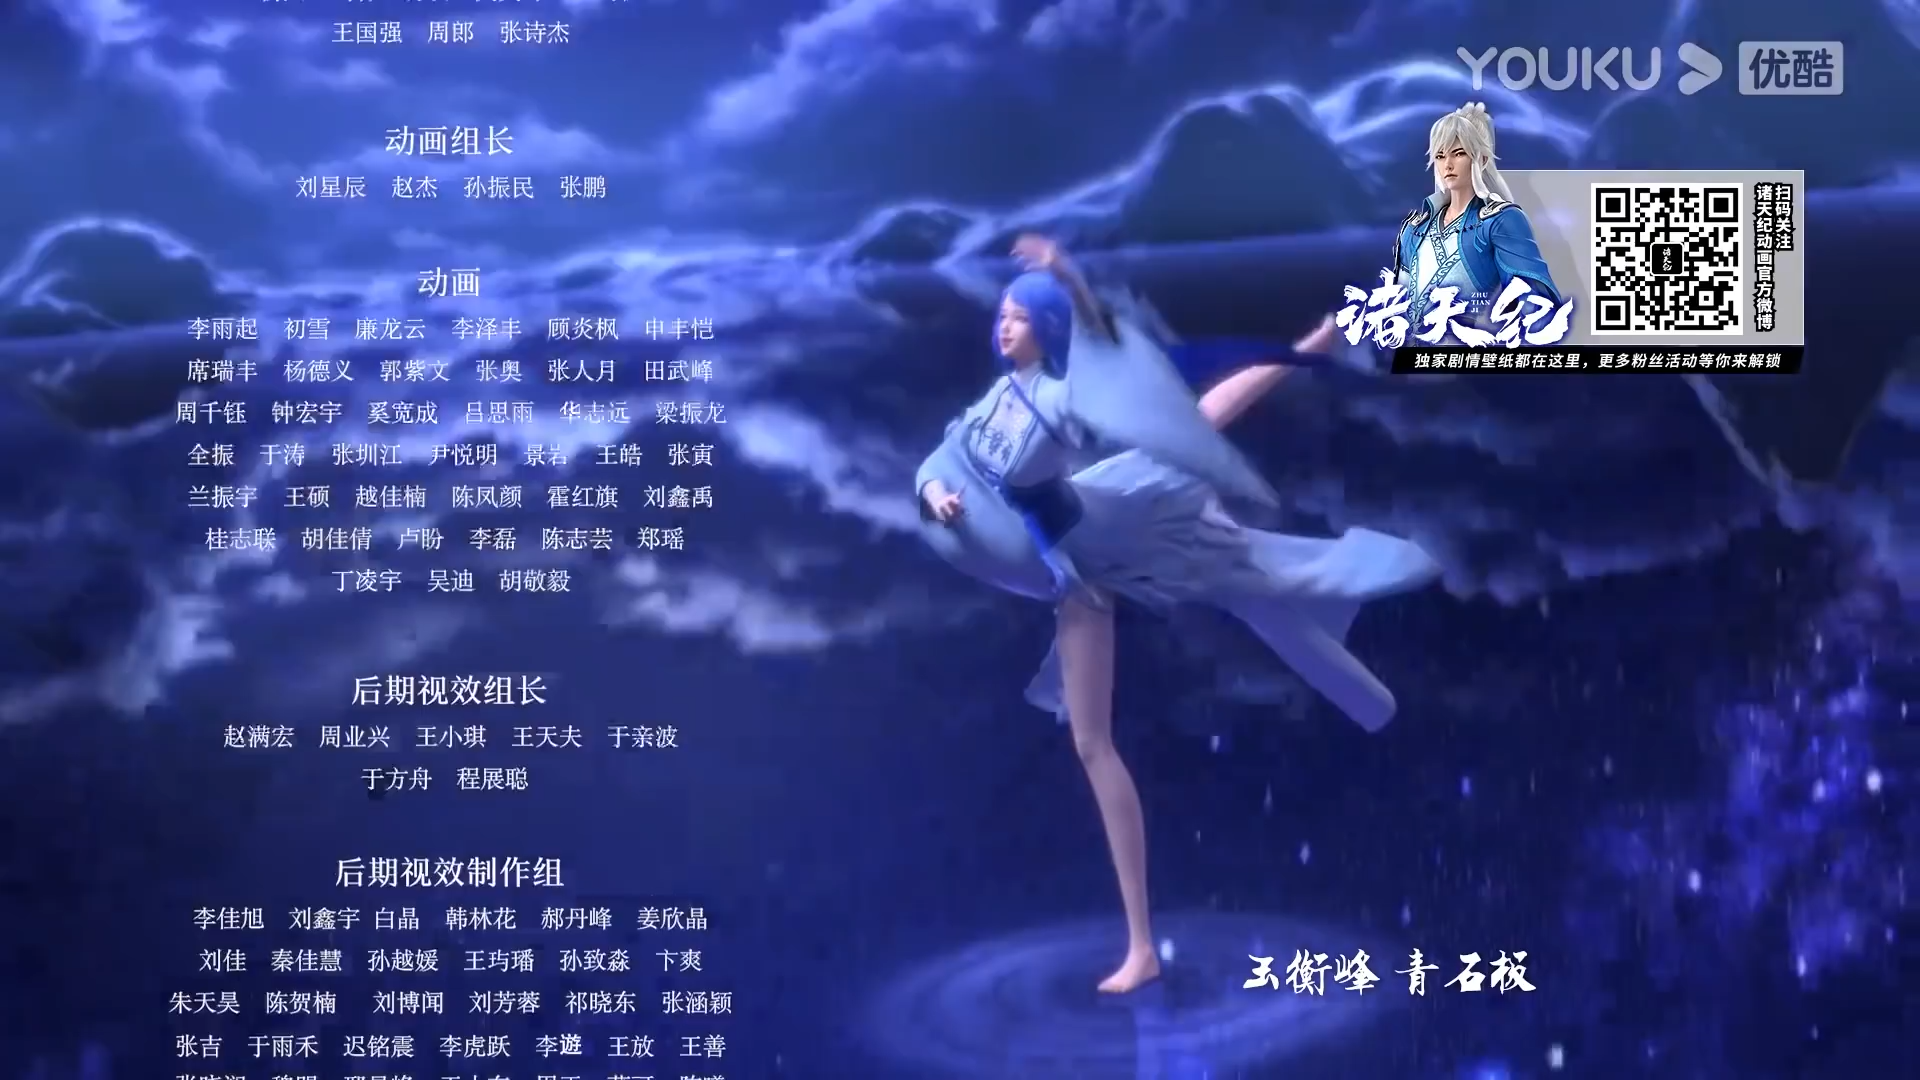 王国强 周郎 张诗杰
动画组长
刘星辰 赵杰 孙振民 张鹏
动画
李雨起 初雪 廉龙云 李泽丰 顾炎枫 申丰恺
席瑞丰 杨德义 郭紫文 张奥 张人月 田武峰
周千钰 钟宏宇 奚宽成 吕思雨 华志远 梁振龙
全振 于涛 张圳江 尹悦明 景岩 王皓 张寅
兰振宇 王硕 越佳楠 陈凤颜 霍红旗 刘鑫禹
桂志联 胡佳倩 卢盼 李磊 陈志芸 郑瑶
丁凌宇 吴迪 胡敬毅
后期视效组长
赵满宏 周业兴 王小琪 王天夫 于亲波
于方舟 程展聪
后期视效制作组
李佳旭 刘鑫宇 白晶 韩林花 郝丹峰 姜欣晶
刘佳 秦佳慧 孙越媛 王玙璠 孙致淼 卞爽
朱天昊 陈贺楠 刘博闻 刘芳蓉 祁晓东 张涵颖
张吉 于雨禾 迟铭震 李虎跃 李遊 王放 王善
YOUKU 优酷
诸天纪
ZHU
TIAN
JI
扫码关注
诸天纪动画官方微博
独家剧情壁纸都在这里，更多粉丝活动等你来解锁
玉衡峰 青石板